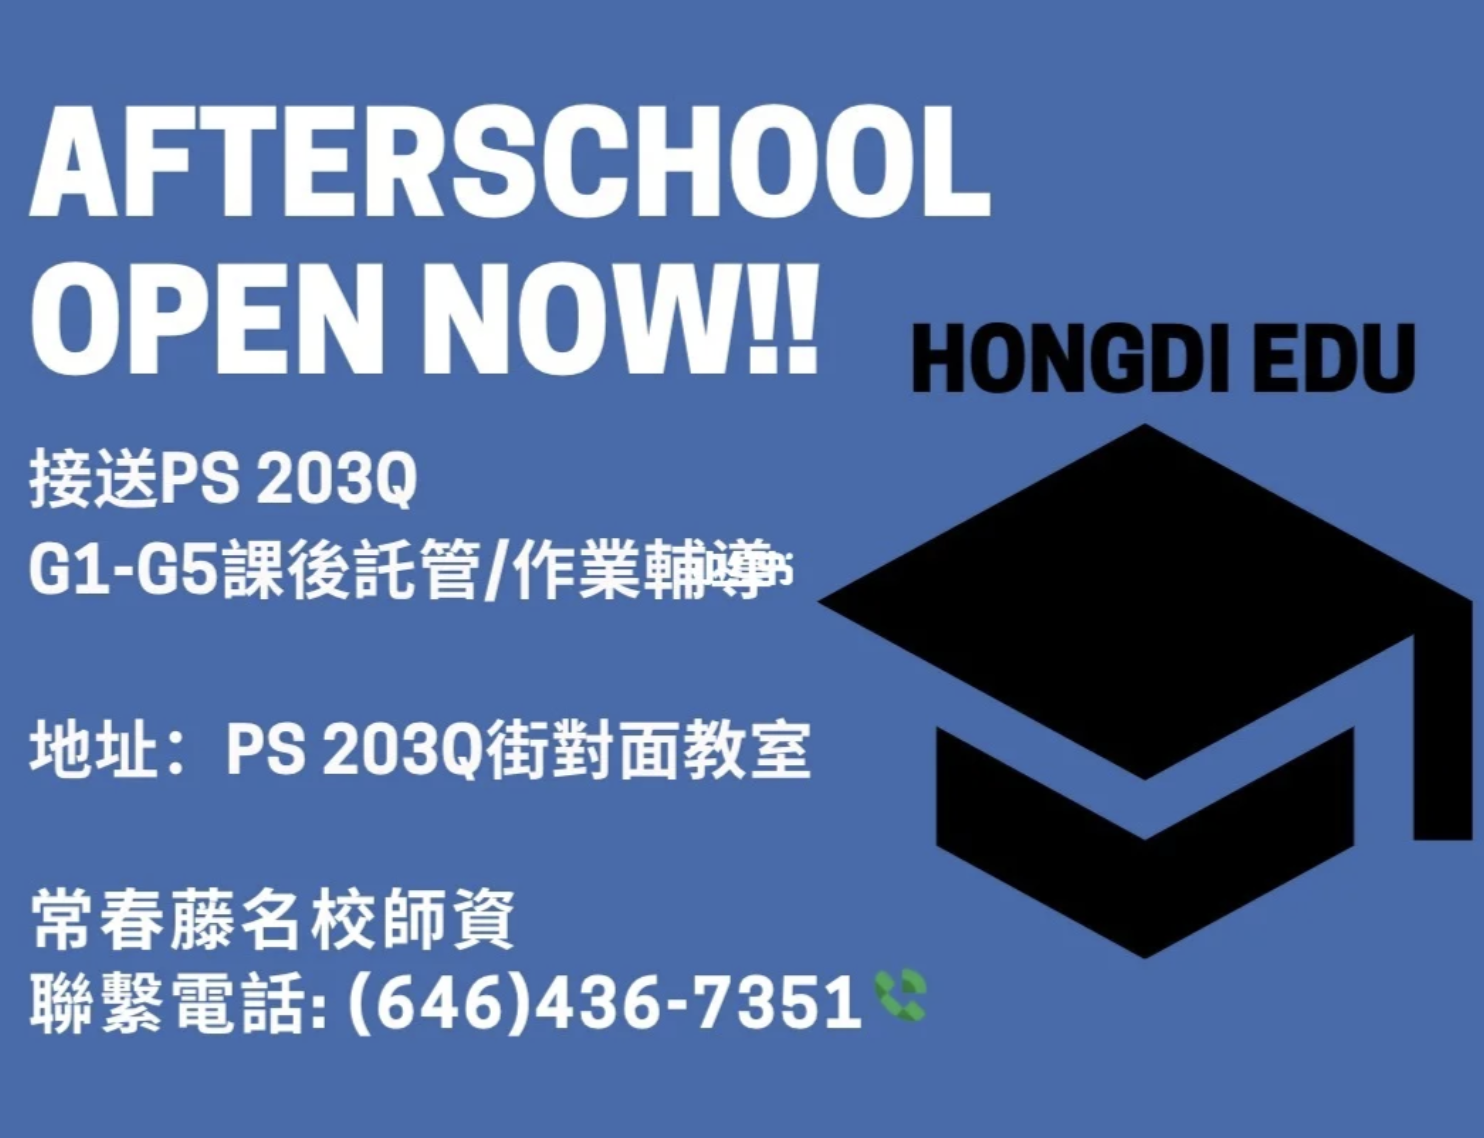 AFTERSCHOOL
OPEN NOW!!
HONGDI EDU
接送PS 203Q
G1-G5課後託管/作業輔導
地址：PS 203Q街對面教室
常春藤名校師資
聯繫電話: (646)436-7351